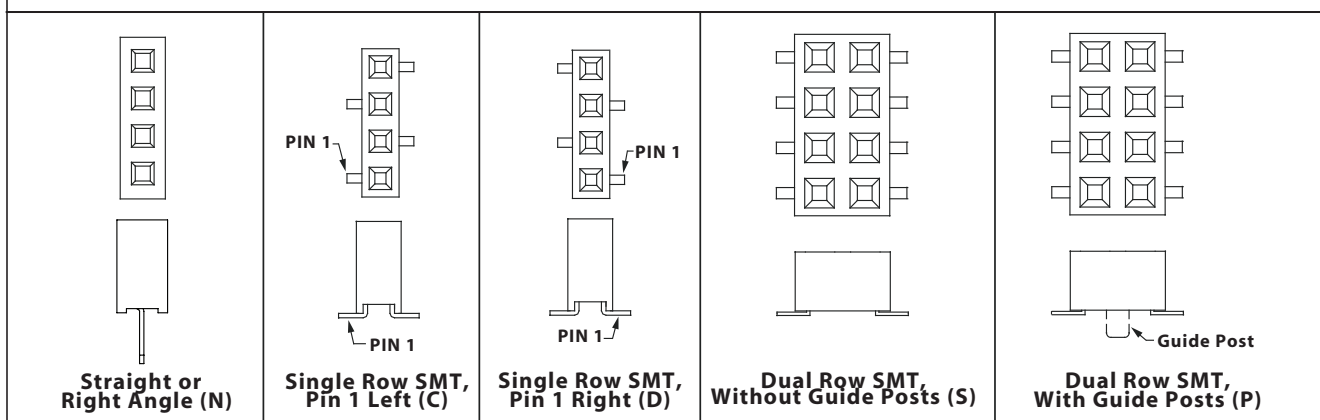 PIN 1
PIN 1
PIN 1
PIN 1
Guide Post
Straight or
Right Angle (N)
Single Row SMT,
Pin 1 Left (C)
Single Row SMT,
Pin 1 Right (D)
Dual Row SMT,
Without Guide Posts (S)
Dual Row SMT,
With Guide Posts (P)